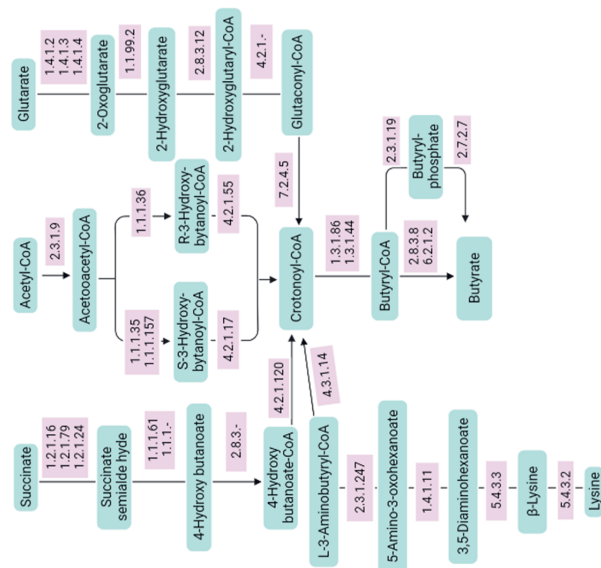 Glutarate
1.4.1.2
1.4.1.3
1.4.1.4
2-Oxoglutarate
1.1.99.2
2-Hydroxyglutarate
2.8.3.12
2-Hydroxyglutaryl-CoA
4.2.1.-
Glutaconyl-CoA
7.2.4.5
Acetyl-CoA
2.3.1.9
Acetooacetyl-CoA
1.1.1.36
R-3-Hydroxy-
butanoyl-CoA
4.2.1.55
1.1.1.35
1.1.1.157
S-3-Hydroxy-
butanoyl-CoA
4.2.1.17
Crotonoyl-CoA
1.3.1.86
1.3.1.44
Butyryl-CoA
2.3.1.19
Butyryl-
phosphate
2.7.2.7
2.8.3.8
6.2.1.2
Butyrate
Succinate
1.2.1.16
1.2.1.79
1.2.1.24
Succinate
semialde hyde
1.1.1.61
1.1.1.-
4-Hydroxy butanoate
2.8.3.-
4-Hydroxy
butanoate-CoA
4.2.1.120
L-3-Aminobutyryl-CoA
4.3.1.14
2.3.1.247
5-Amino-3-oxohexanoate
1.4.1.11
3,5-Diaminohexanoate
5.4.3.3
β-Lysine
5.4.3.2
Lysine